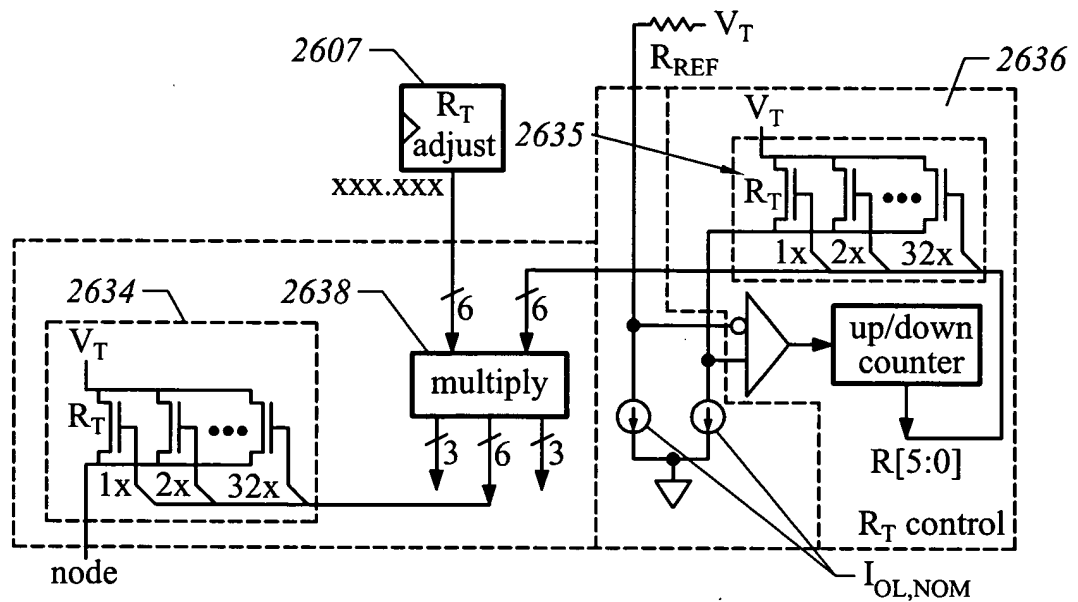 V_T
2607
R_REF
2636
R_T
adjust
V_T
2635
xxx.xxx
R_T
1x 2x 32x
2634
2638
6
6
V_T
multiply
up/down
counter
R_T
3
6
3
1x 2x 32x
R[5:0]
R_T control
node
I_OL,NOM